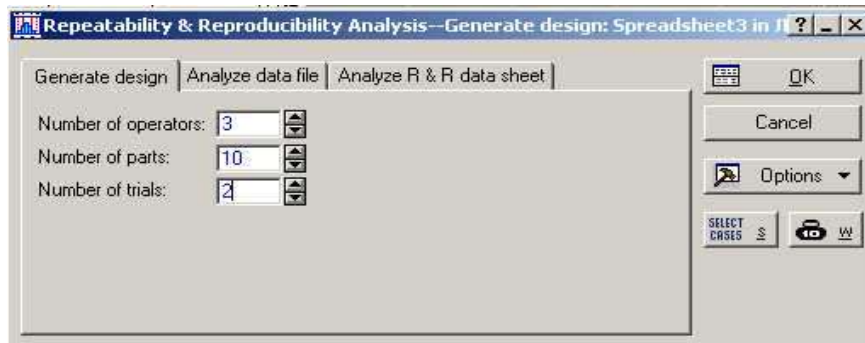 Repeatability & Reproducibility Analysis--Generate design: Spreadsheet3 in
Generate design
Analyze data file
Analyze R & R data sheet
Number of operators: 3
Number of parts: 10
Number of trials: 2
OK
Cancel
Options
SELECT CASES S
W